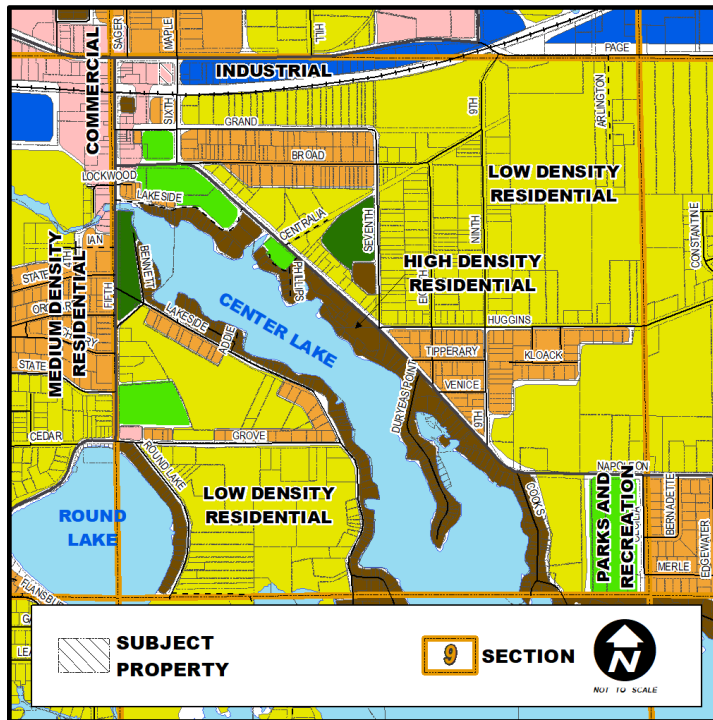 SAGER
MAPLE
HILL
PAGE
COMMERCIAL
INDUSTRIAL
SIXTH
9TH
ARLINGTON
GRAND
BROAD
LOCKWOOD
LAKESIDE
LOW DENSITY
RESIDENTIAL
CENTRALIA
SEVENTH
NINTH
CONSTANTINE
IAN
4TH
BENNETT
PHILLIPS
HIGH DENSITY
RESIDENTIAL
STATE
FIFTH
MEDIUM DENSITY
RESIDENTIAL
CENTER LAKE
LAKESIDE
ADDIE
HUGGINS
TIPPERARY
KLOACK
STATE
VENICE
DURYEAS POINT
9TH
CEDAR
GROVE
ROUND LAKE
NAPOLEON
COOKS
LOW DENSITY
RESIDENTIAL
ROUND
LAKE
PARKS AND
RECREATION
BERNADETTE
EDGEWATER
MERLE
SUBJECT
PROPERTY
9
SECTION
N
NOT TO SCALE